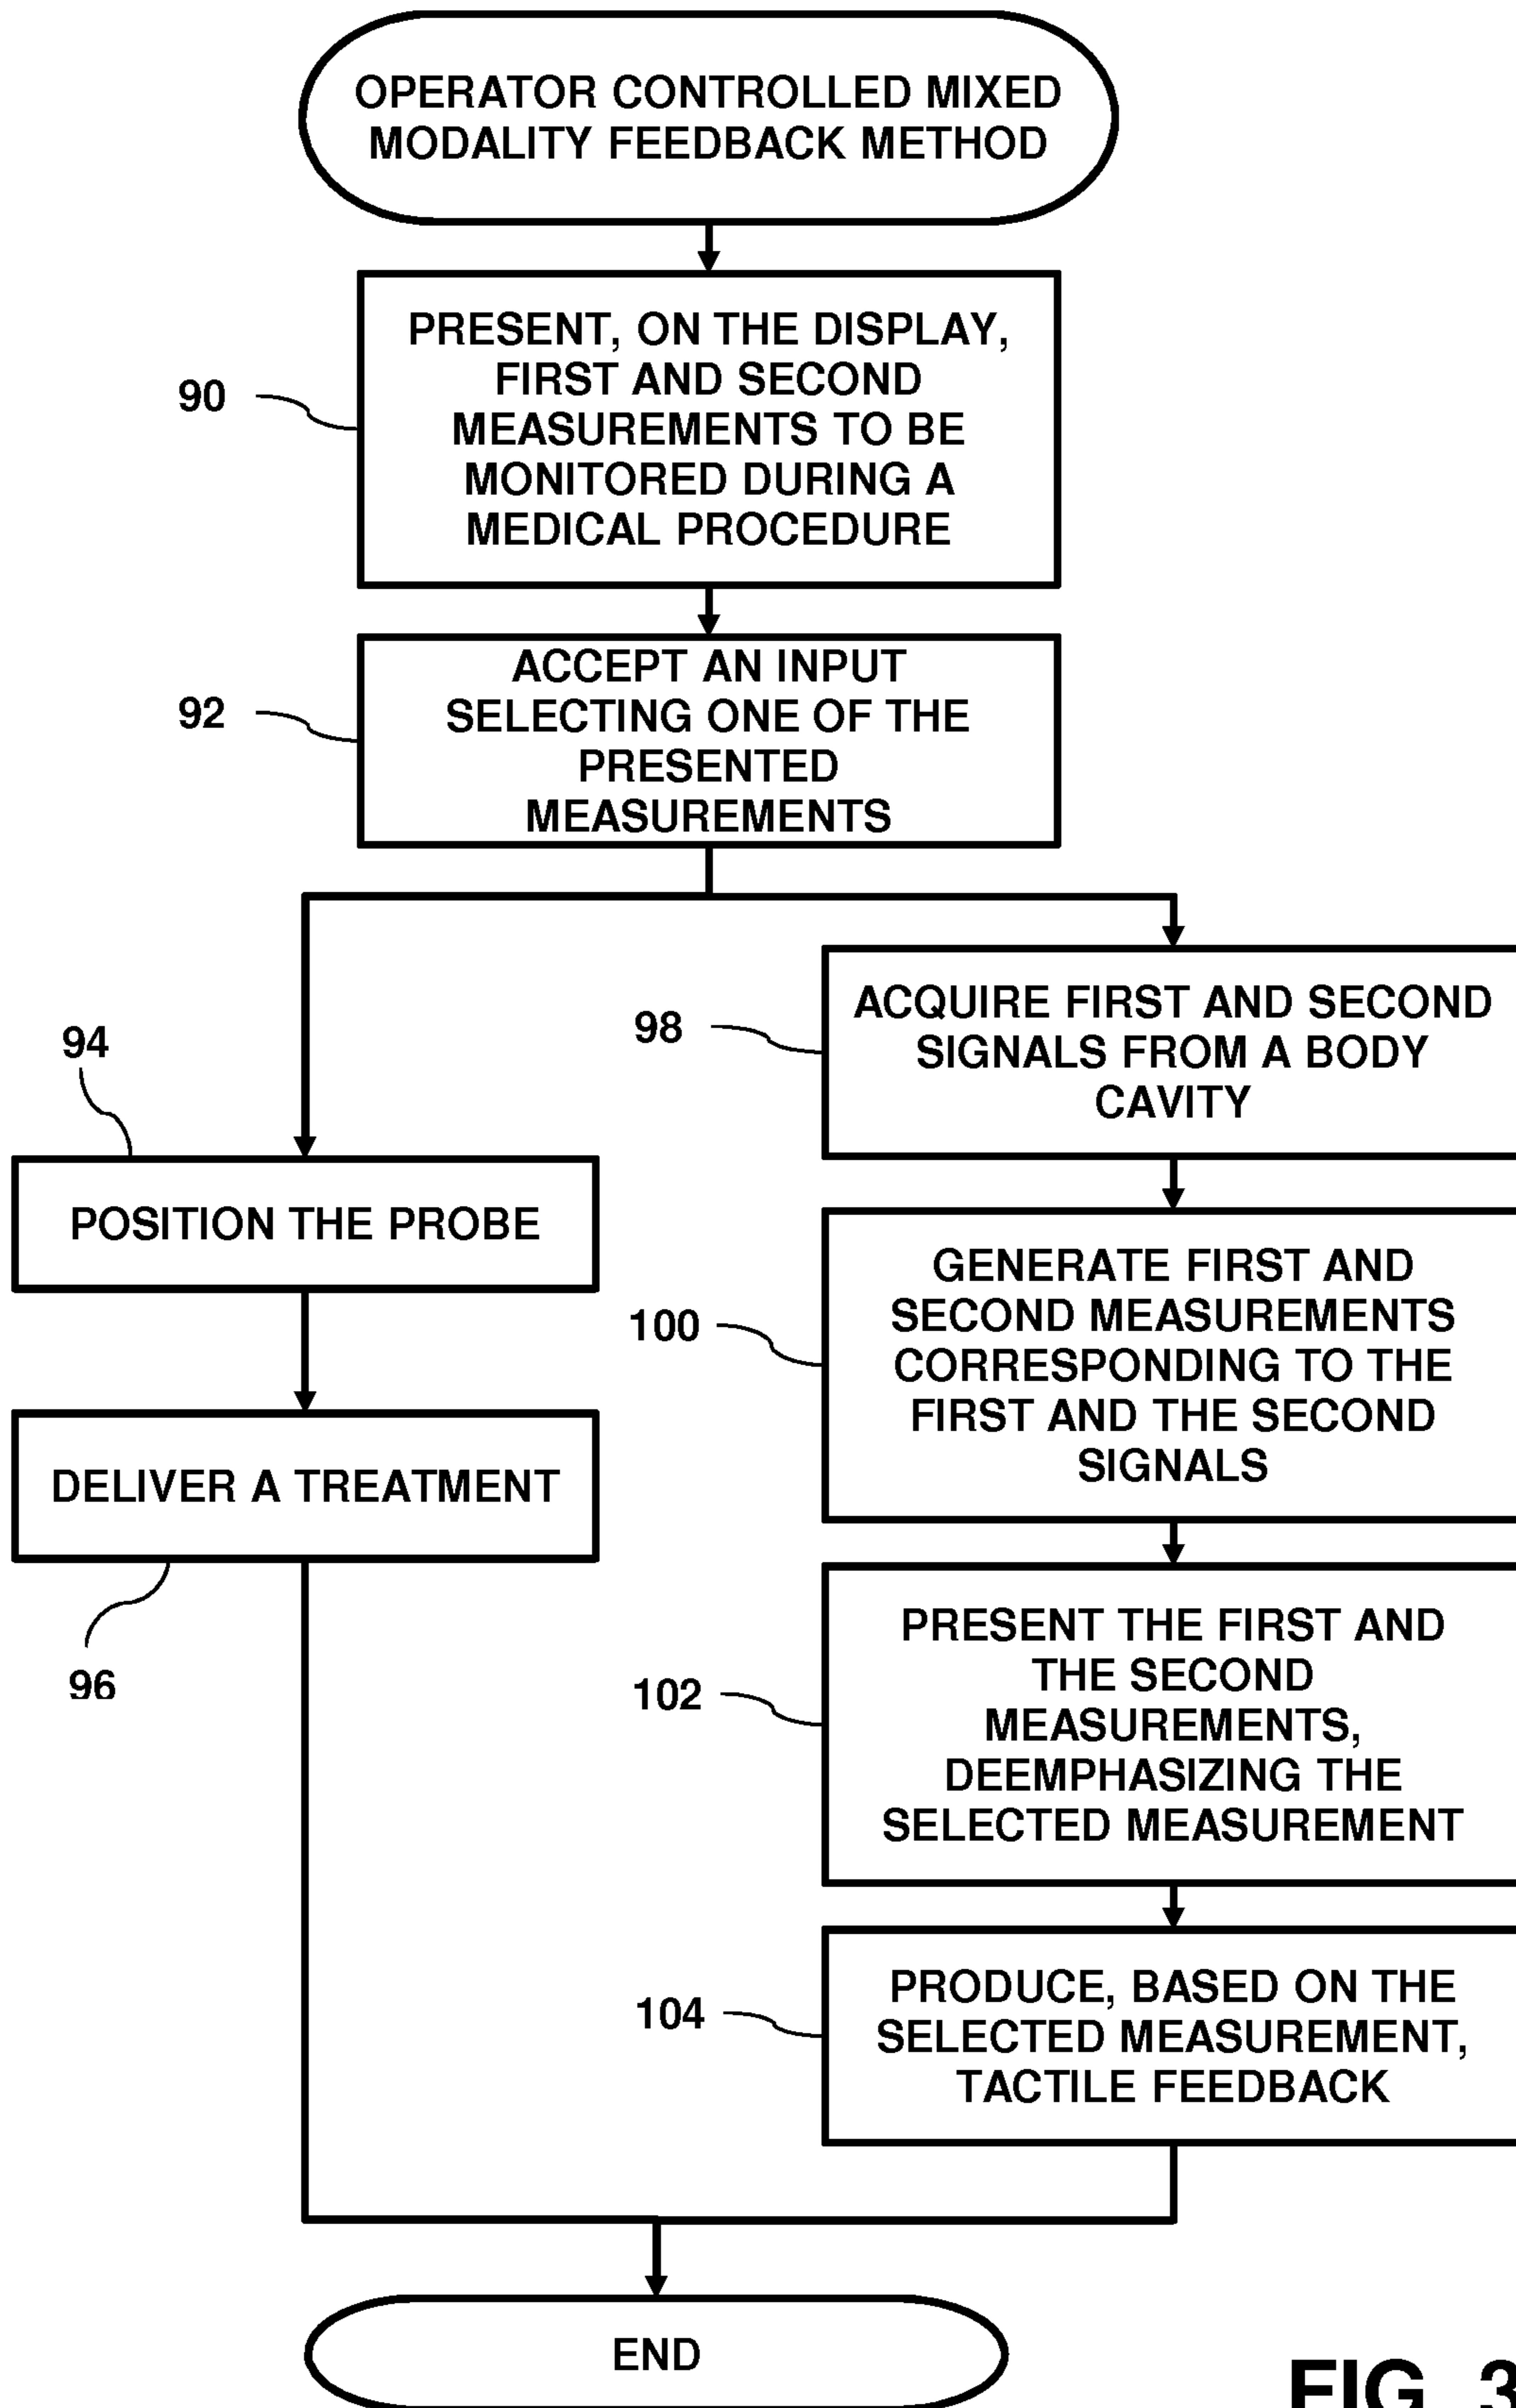 OPERATOR CONTROLLED MIXED
MODALITY FEEDBACK METHOD
90
PRESENT, ON THE DISPLAY,
FIRST AND SECOND
MEASUREMENTS TO BE
MONITORED DURING A
MEDICAL PROCEDURE
92
ACCEPT AN INPUT
SELECTING ONE OF THE
PRESENTED
MEASUREMENTS
94
POSITION THE PROBE
DELIVER A TREATMENT
96
98
ACQUIRE FIRST AND SECOND
SIGNALS FROM A BODY
CAVITY
100
GENERATE FIRST AND
SECOND MEASUREMENTS
CORRESPONDING TO THE
FIRST AND THE SECOND
SIGNALS
102
PRESENT THE FIRST AND
THE SECOND
MEASUREMENTS,
DEEMPHASIZING THE
SELECTED MEASUREMENT
104
PRODUCE, BASED ON THE
SELECTED MEASUREMENT,
TACTILE FEEDBACK
END
FIG. 3